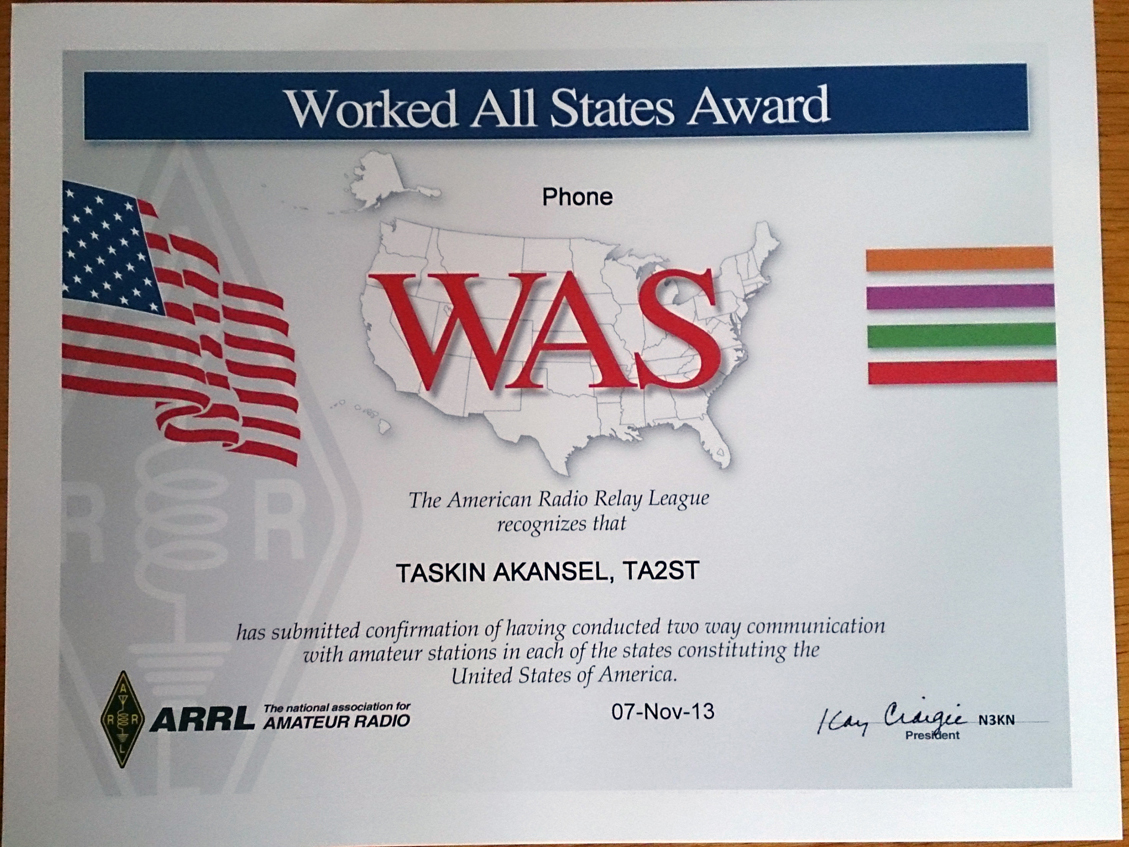 Worked All States Award
Phone
WAS
The American Radio Relay League
recognizes that
TASKIN AKANSEL, TA2ST
has submitted confirmation of having conducted two way communication
with amateur stations in each of the states constituting the
United States of America.
R R
A
R R
L
ARRL The national association for
AMATEUR RADIO
07-Nov-13
Kay Craigie N3KN
President